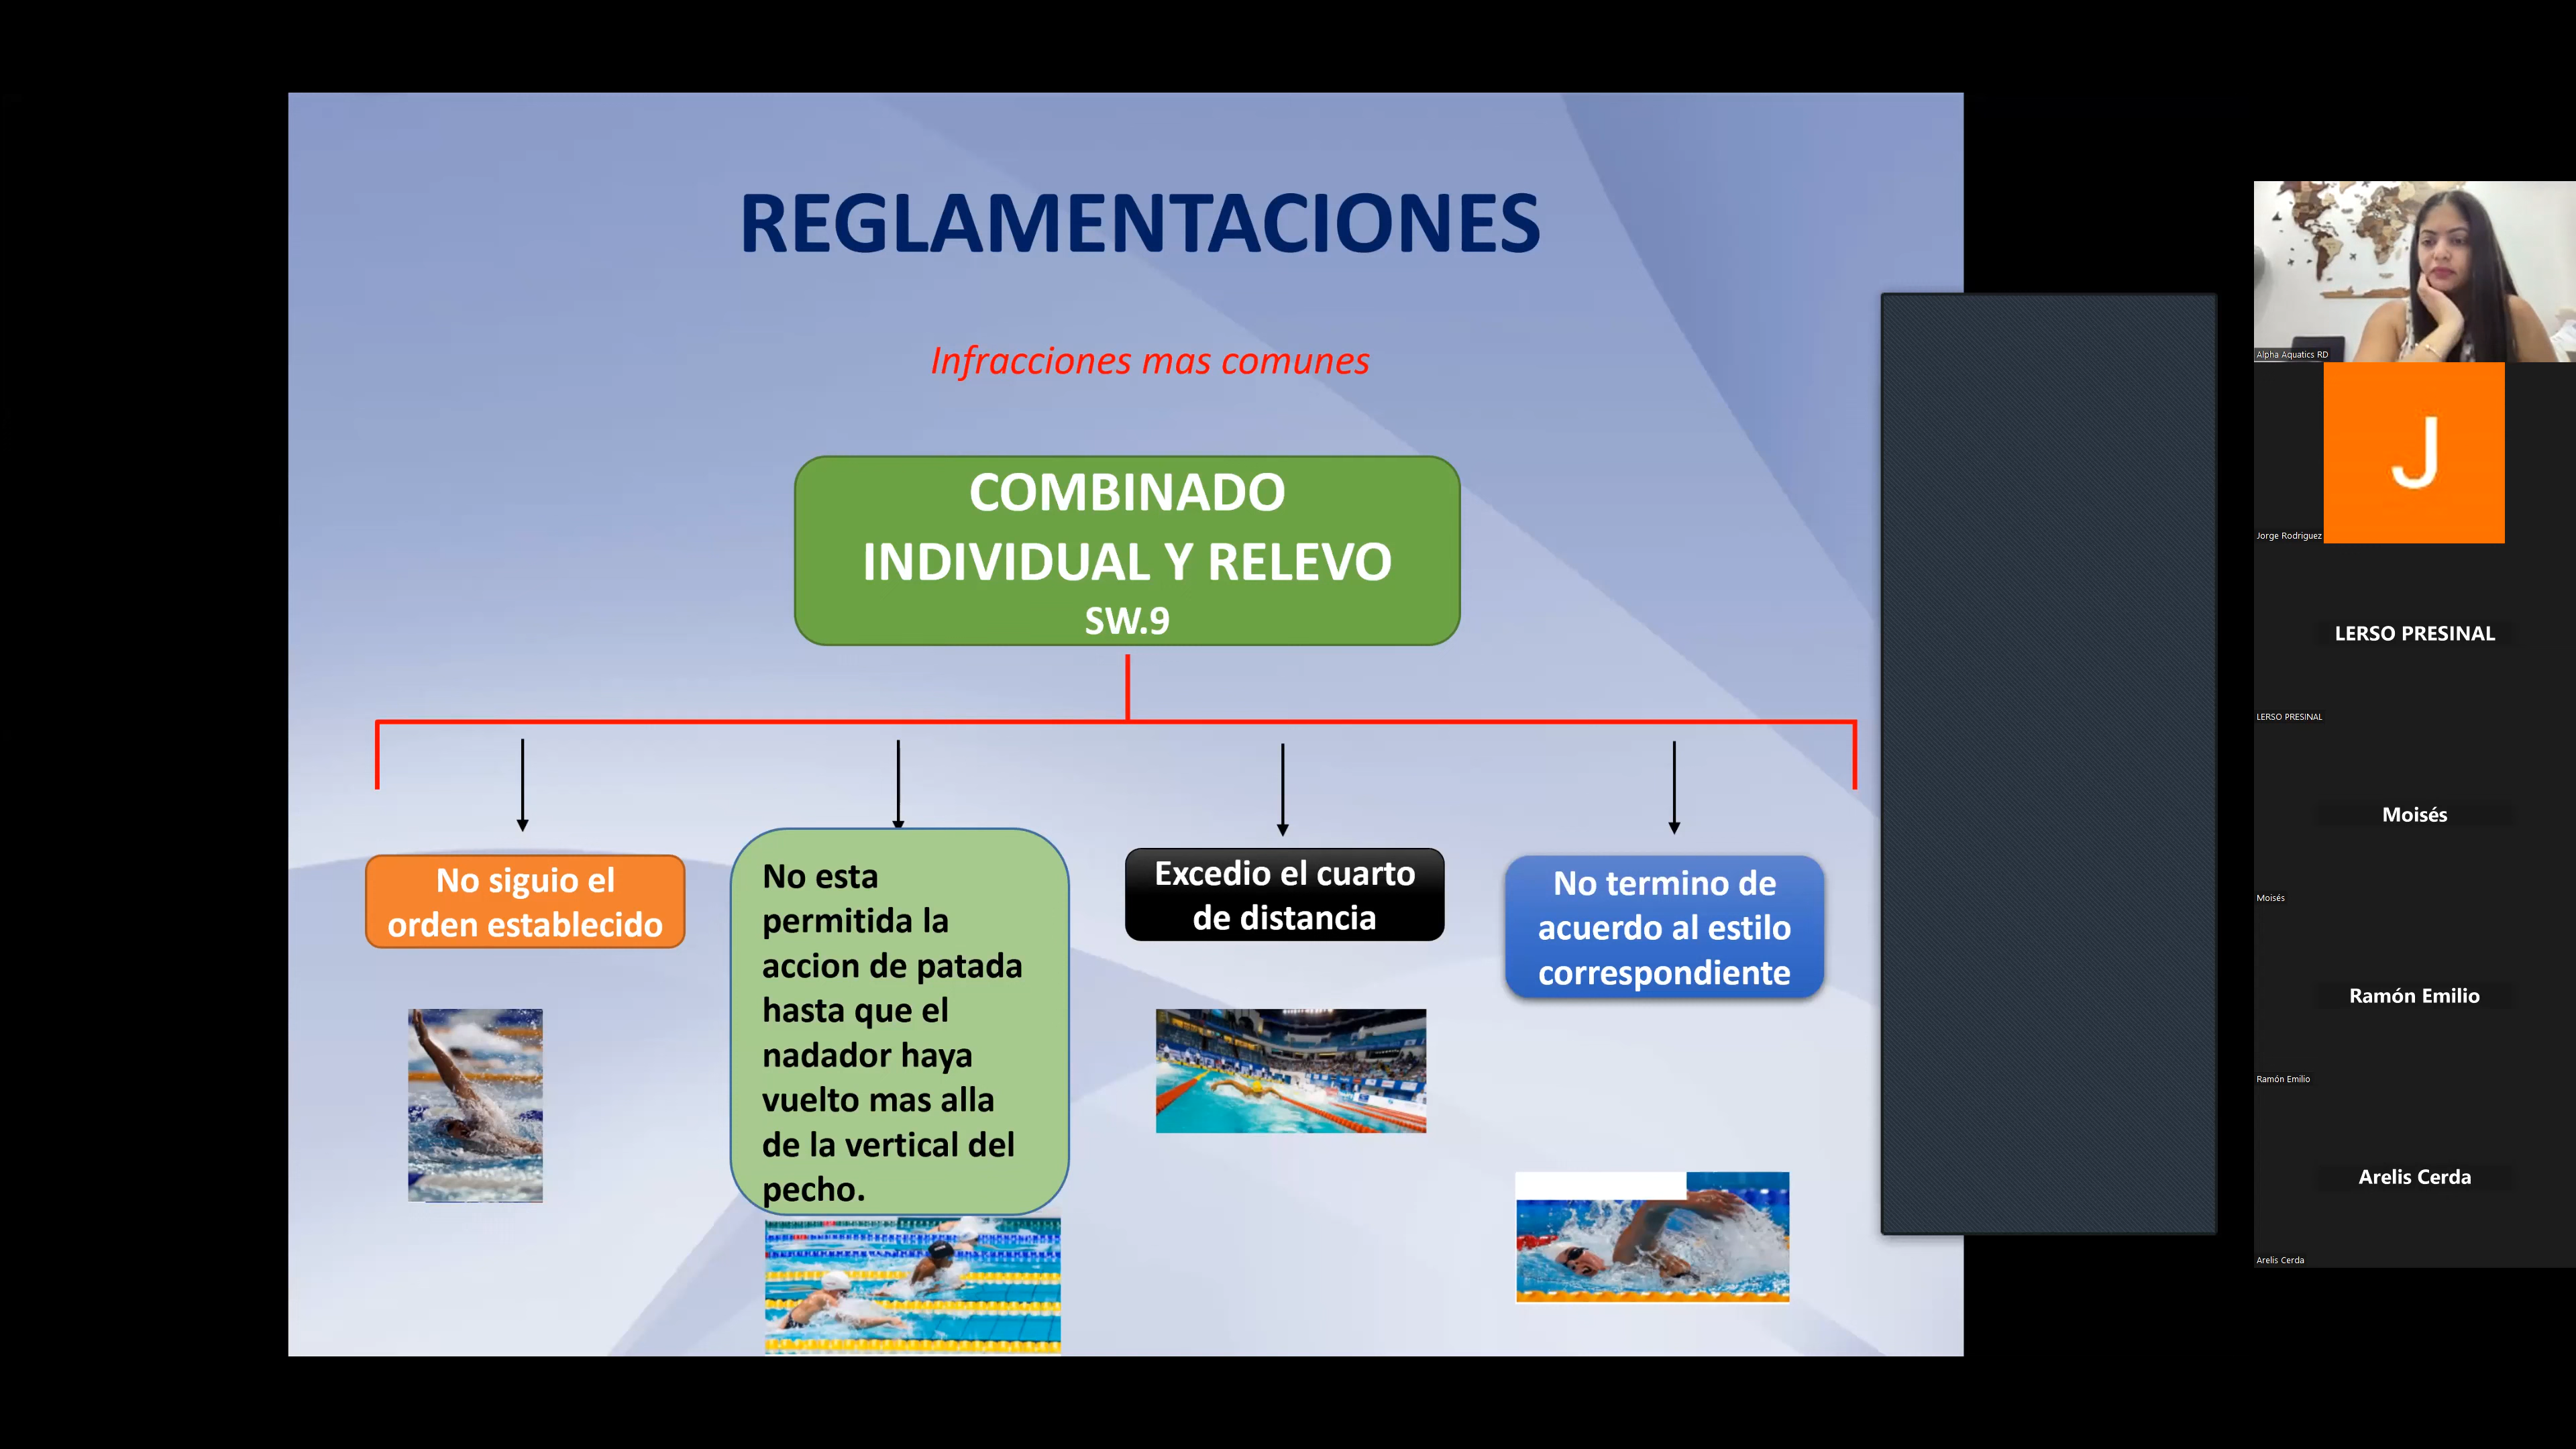 REGLAMENTACIONES
Infracciones mas comunes
COMBINADO
INDIVIDUAL Y RELEVO
SW.9
No siguio el
orden establecido
No esta
permitida la
accion de patada
hasta que el
nadador haya
vuelto mas alla
de la vertical del
pecho.
Excedio el cuarto
de distancia
No termino de
acuerdo al estilo
correspondiente
Alpha Aquatics RD
J
Jorge Rodriguez
LERSO PRESINAL
LERSO PRESINAL
Moisés
Moisés
Ramón Emilio
Ramón Emilio
Arelis Cerda
Arelis Cerda